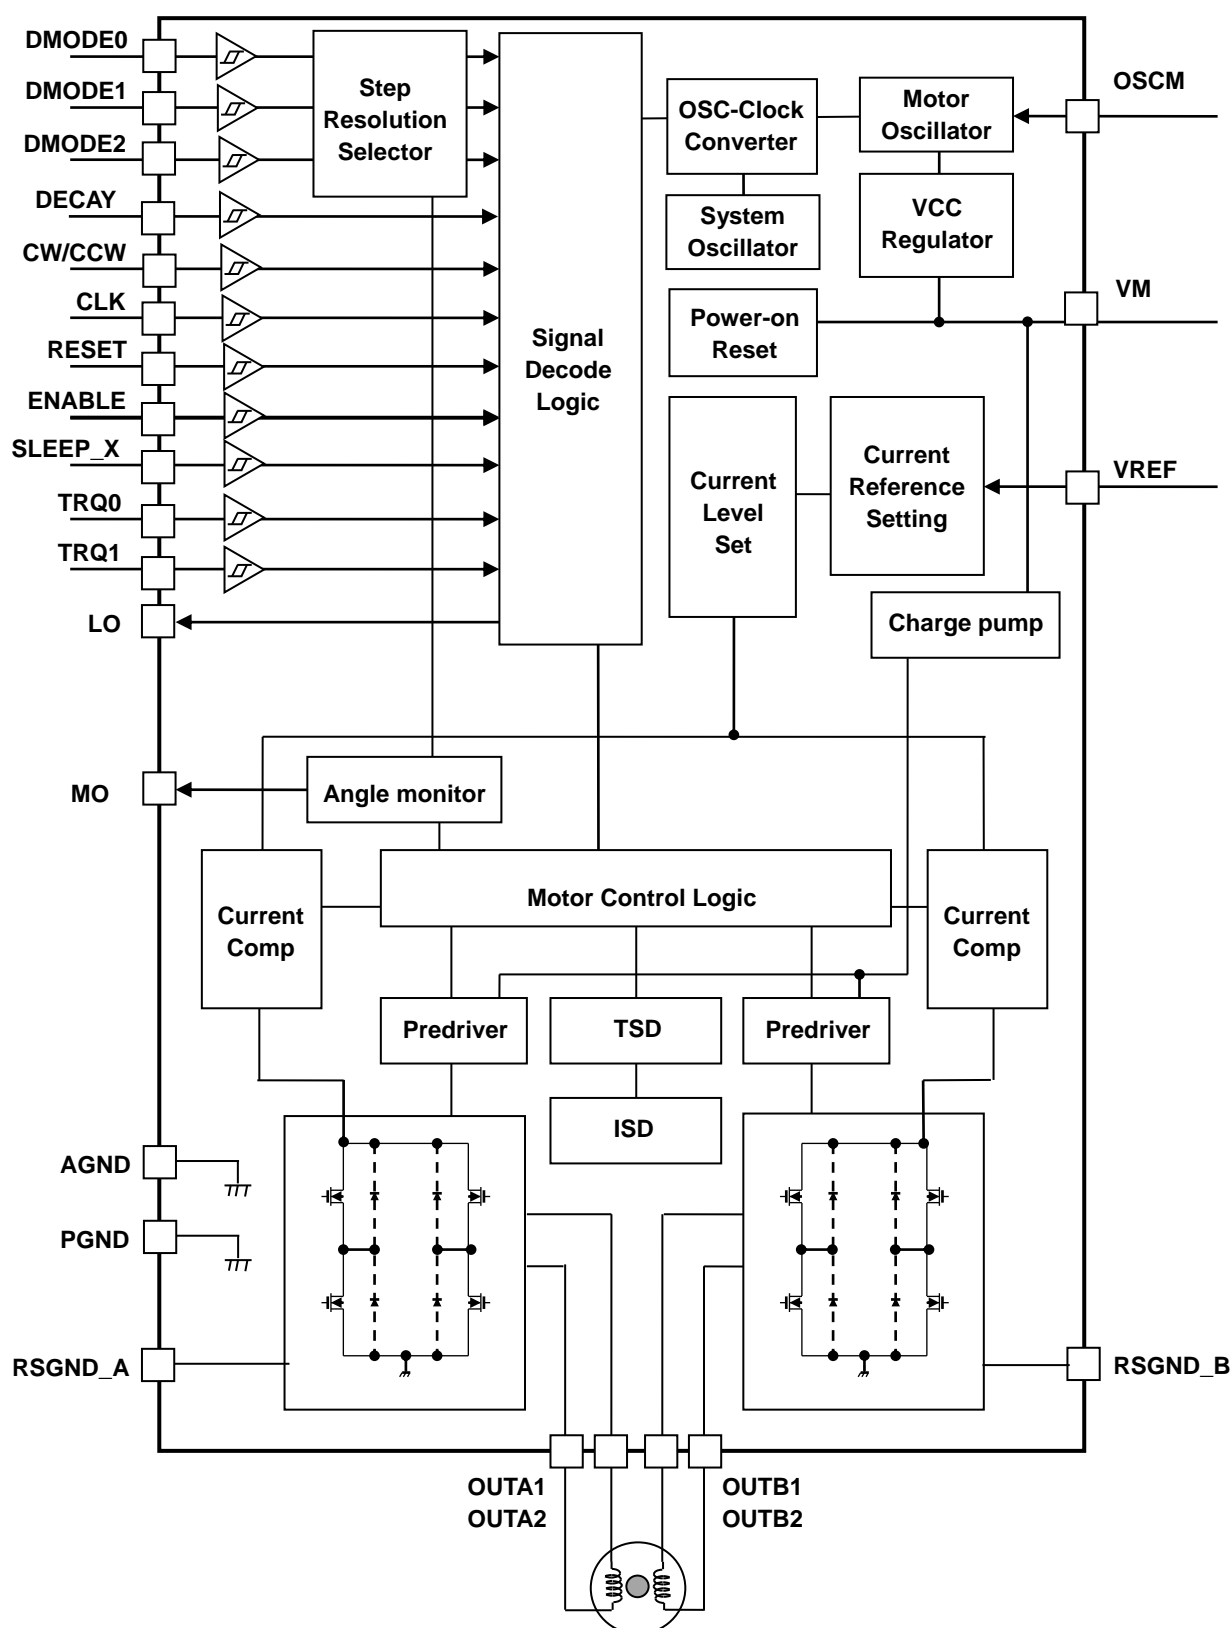 DMODE0
DMODE1
DMODE2
DECAY
CW/CCW
CLK
RESET
ENABLE
SLEEP_X
TRQ0
TRQ1
LO
MO
AGND
PGND
RSGND_A
Step
Resolution
Selector
Signal
Decode
Logic
OSC-Clock
Converter
Motor
Oscillator
OSCM
System
Oscillator
VCC
Regulator
VM
Power-on
Reset
Current
Level
Set
Current
Reference
Setting
VREF
Charge pump
Angle monitor
Motor Control Logic
Current
Comp
Current
Comp
Predriver
TSD
Predriver
ISD
RSGND_B
OUTA1
OUTA2
OUTB1
OUTB2